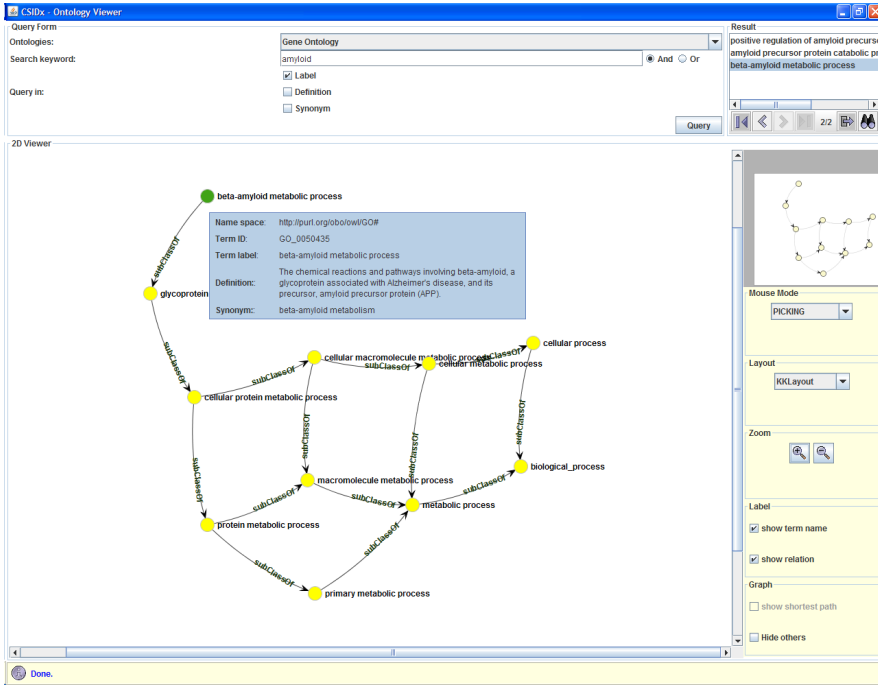 CSIDx - Ontology Viewer
Query Form
Ontologies:
Gene Ontology
Search keyword:
amyloid
And
Or
Label
Query in:
Definition
Synonym
Query
Result
positive regulation of amyloid precurs
amyloid precursor protein catabolic pr
beta-amyloid metabolic process
2/2
2D Viewer
beta-amyloid metabolic process
Name space: http://purl.org/obo/owl/GO#
Term ID: GO_0050435
Term label: beta-amyloid metabolic process
Definition: The chemical reactions and pathways involving beta-amyloid, a
glycoprotein associated with Alzheimer's disease, and its
precursor, amyloid precursor protein (APP).
Synonym: beta-amyloid metabolism
subClassOf
glycoprotein
subClassOf
cellular process
cellular macromolecule metabolic process
subClassOf
subClassOf
cellular metabolic process
subClassOf
cellular protein metabolic process
subClassOf
subClassOf
subClassOf
subClassOf
biological_process
macromolecule metabolic process
subClassOf
subClassOf
subClassOf
subClassOf
metabolic process
protein metabolic process
subClassOf
subClassOf
primary metabolic process
Mouse Mode
PICKING
Layout
KKLayout
Zoom
Label
show term name
show relation
Graph
show shortest path
Hide others
Done.